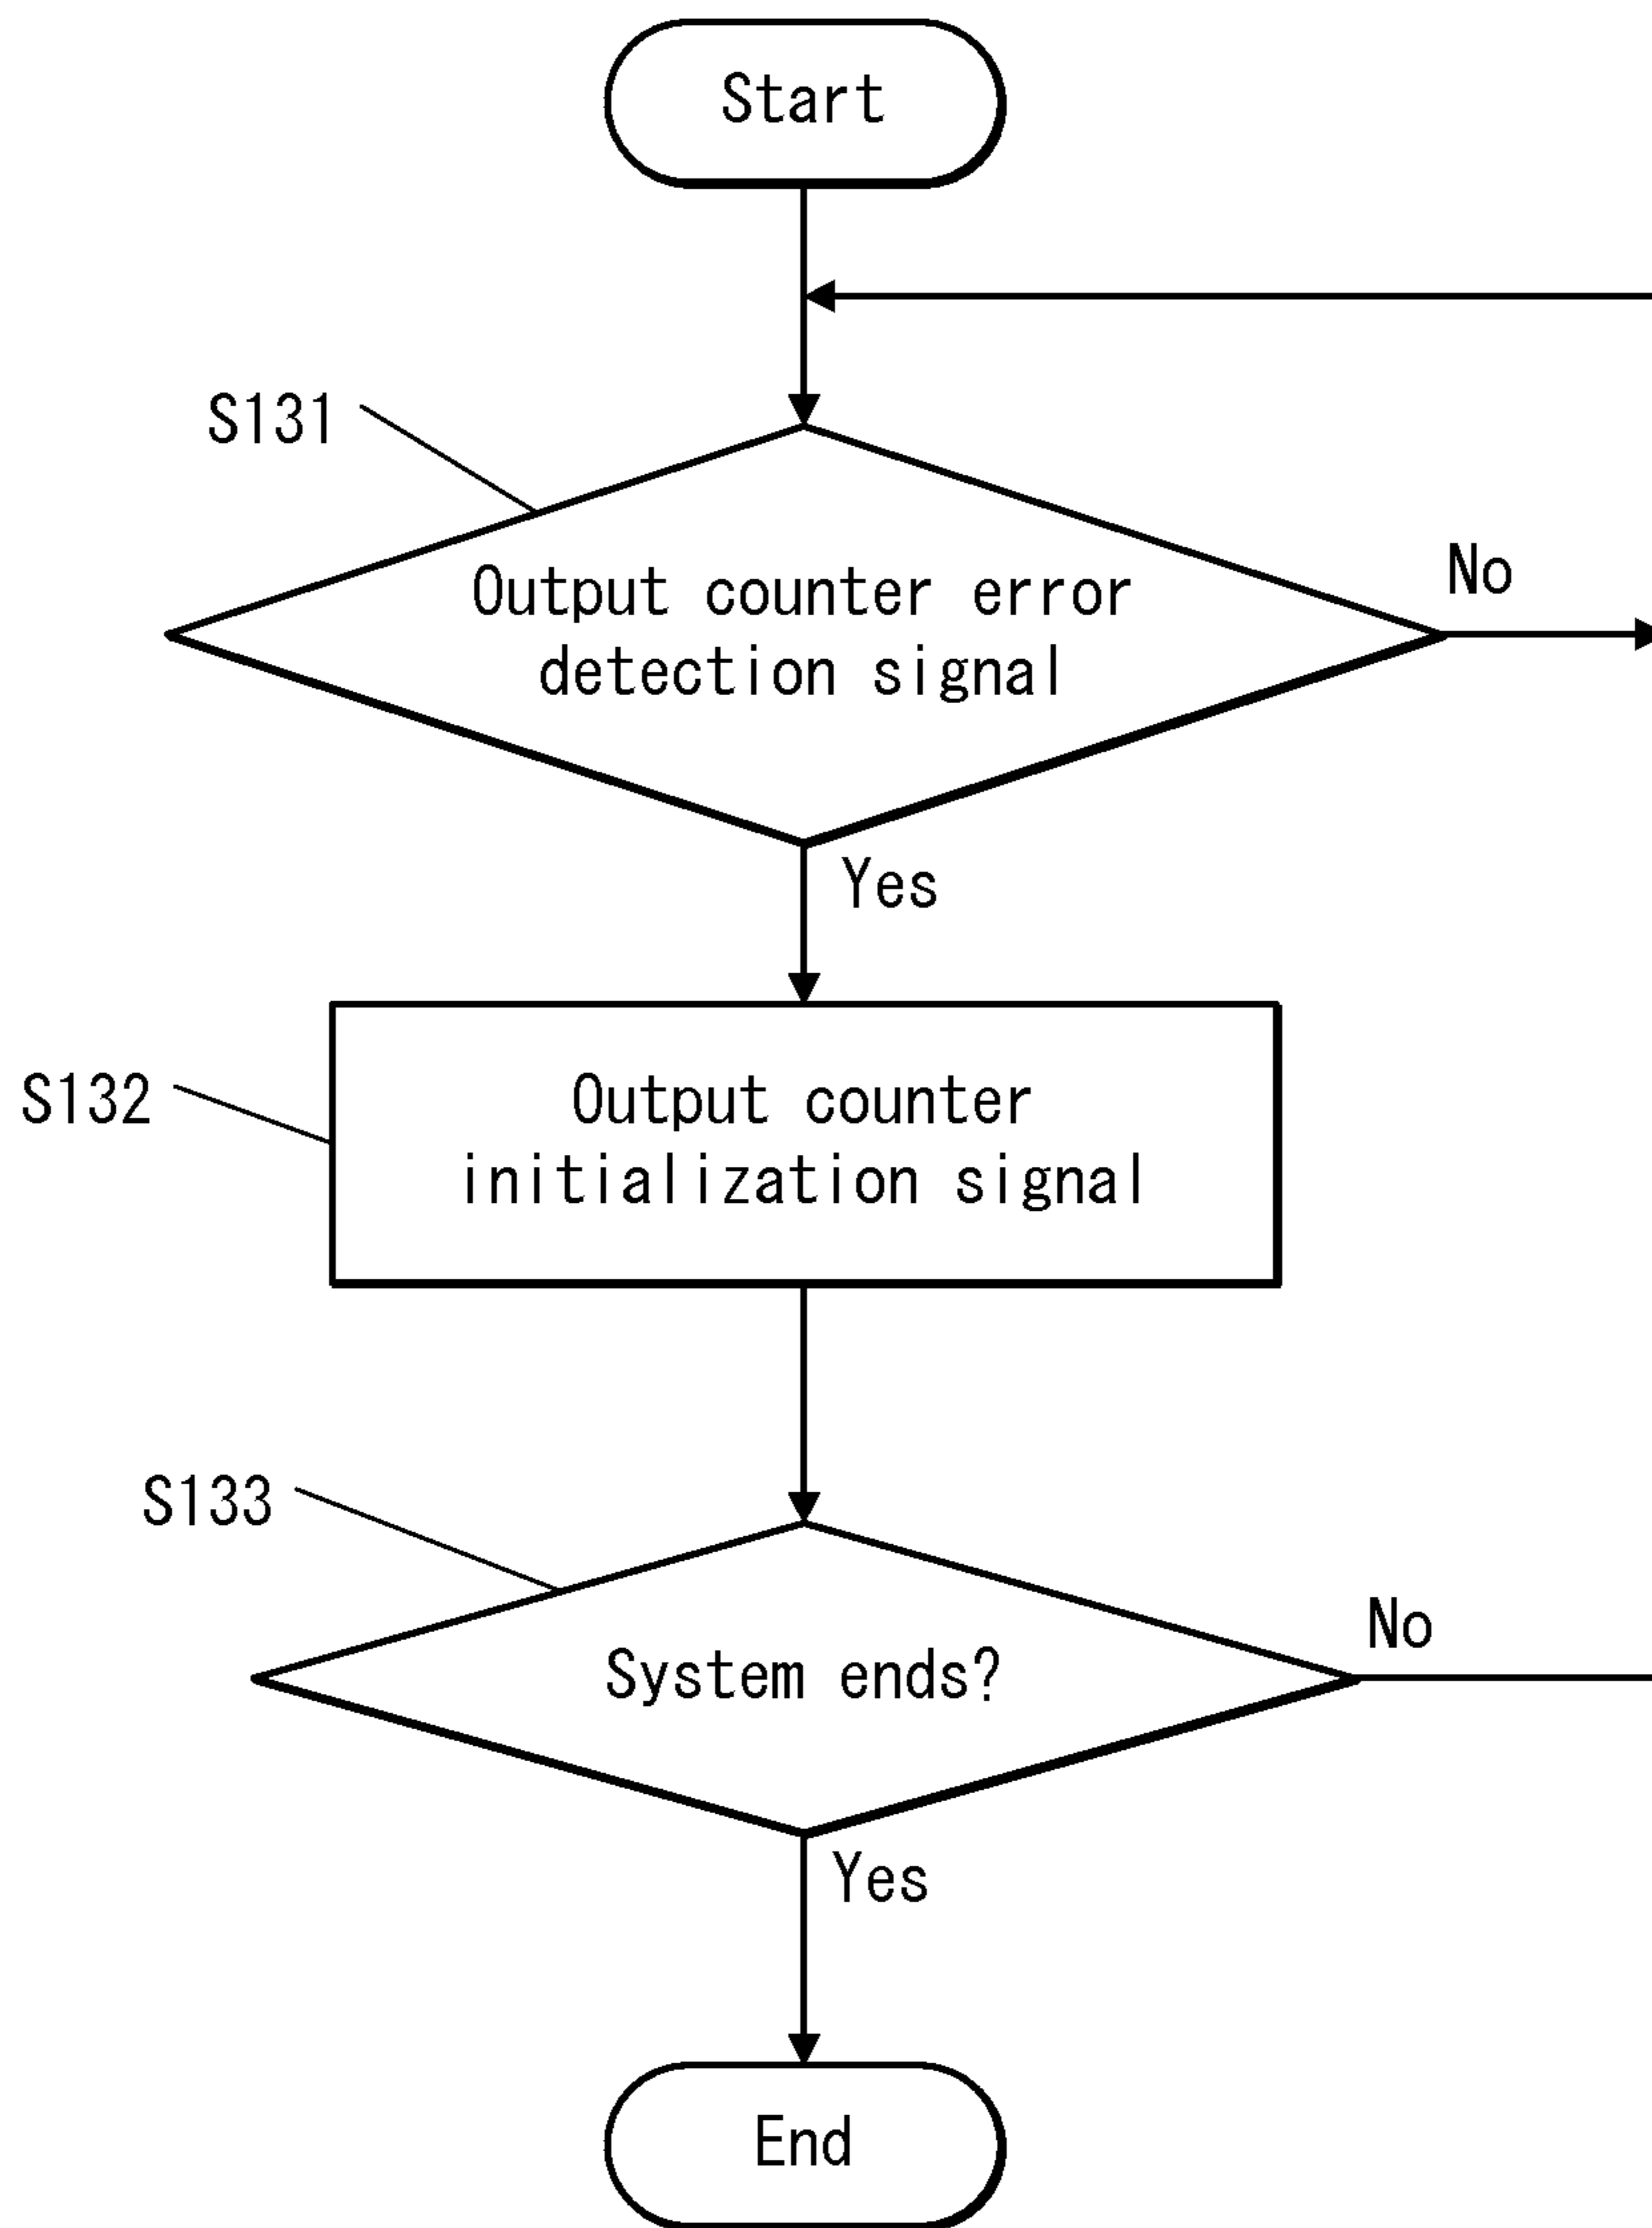 Start
S131
Output counter error
detection signal
No
Yes
S132
Output counter
initialization signal
S133
System ends?
No
Yes
End